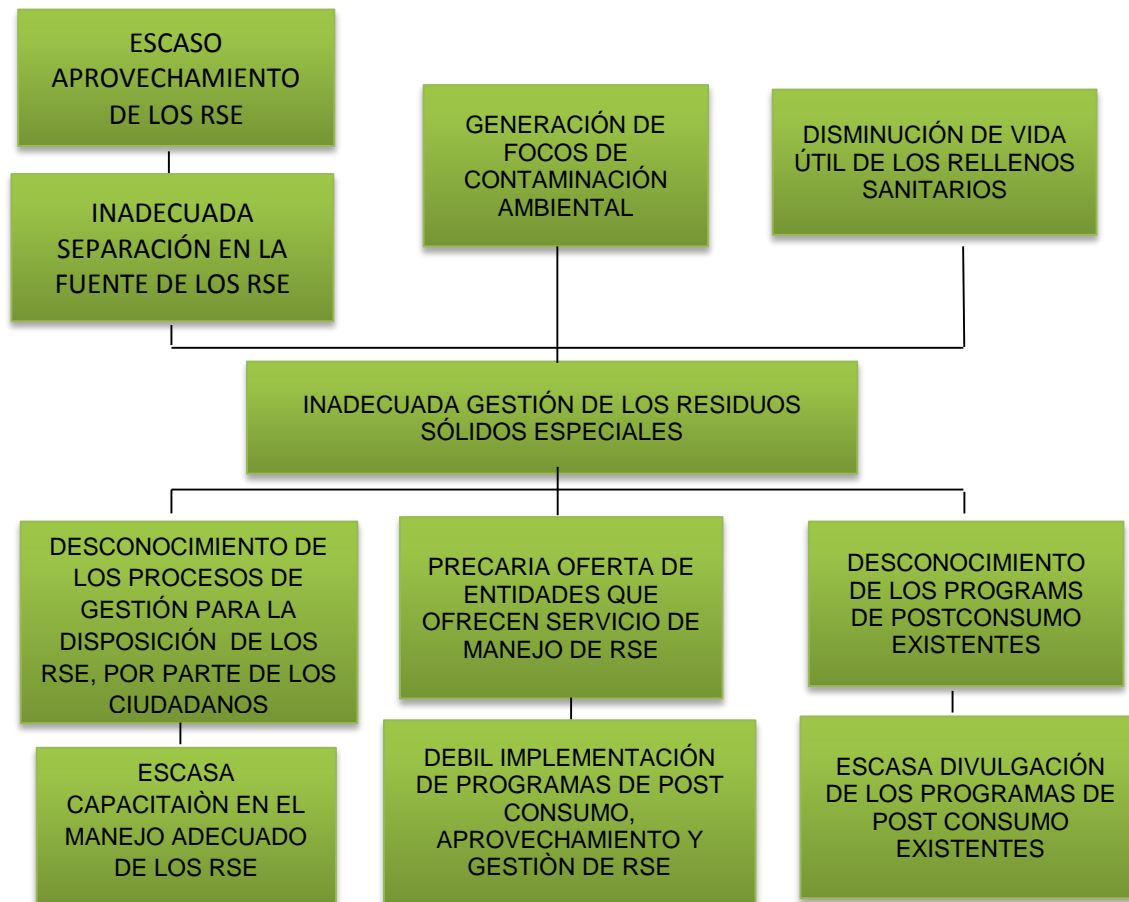 ESCASO
APROVECHAMIENTO
DE LOS RSE
INADECUADA
SEPARACIÓN EN LA
FUENTE DE LOS RSE
GENERACIÓN DE
FOCOS DE
CONTAMINACIÓN
AMBIENTAL
DISMINUCIÓN DE VIDA
ÚTIL DE LOS RELLENOS
SANITARIOS
INADECUADA GESTIÓN DE LOS RESIDUOS
SÓLIDOS ESPECIALES
DESCONOCIMIENTO DE
LOS PROCESOS DE
GESTIÓN PARA LA
DISPOSICIÓN DE LOS
RSE, POR PARTE DE LOS
CIUDADANOS
PRECARIA OFERTA DE
ENTIDADES QUE
OFRECEN SERVICIO DE
MANEJO DE RSE
DESCONOCIMIENTO
DE LOS PROGRAMS
DE POSTCONSUMO
EXISTENTES
ESCASA
CAPACITAIÒN EN EL
MANEJO ADECUADO
DE LOS RSE
DEBIL IMPLEMENTACIÓN
DE PROGRAMAS DE POST
CONSUMO,
APROVECHAMIENTO Y
GESTIÒN DE RSE
ESCASA DIVULGACIÓN
DE LOS PROGRAMAS DE
POST CONSUMO
EXISTENTES